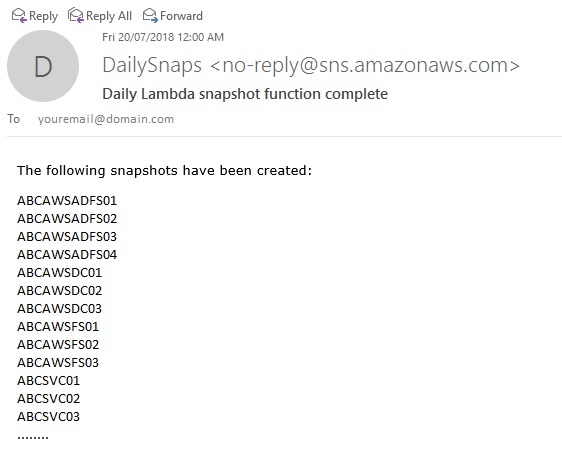 Reply Reply All Forward
Fri 20/07/2018 12:00 AM
D
DailySnaps <no-reply@sns.amazonaws.com>
Daily Lambda snapshot function complete
To youremail@domain.com
The following snapshots have been created:
ABCAWSADFS01
ABCAWSADFS02
ABCAWSADFS03
ABCAWSADFS04
ABCAWSDC01
ABCAWSDC02
ABCAWSDC03
ABCAWSFS01
ABCAWSFS02
ABCAWSFS03
ABCSVC01
ABCSVC02
ABCSVC03
........